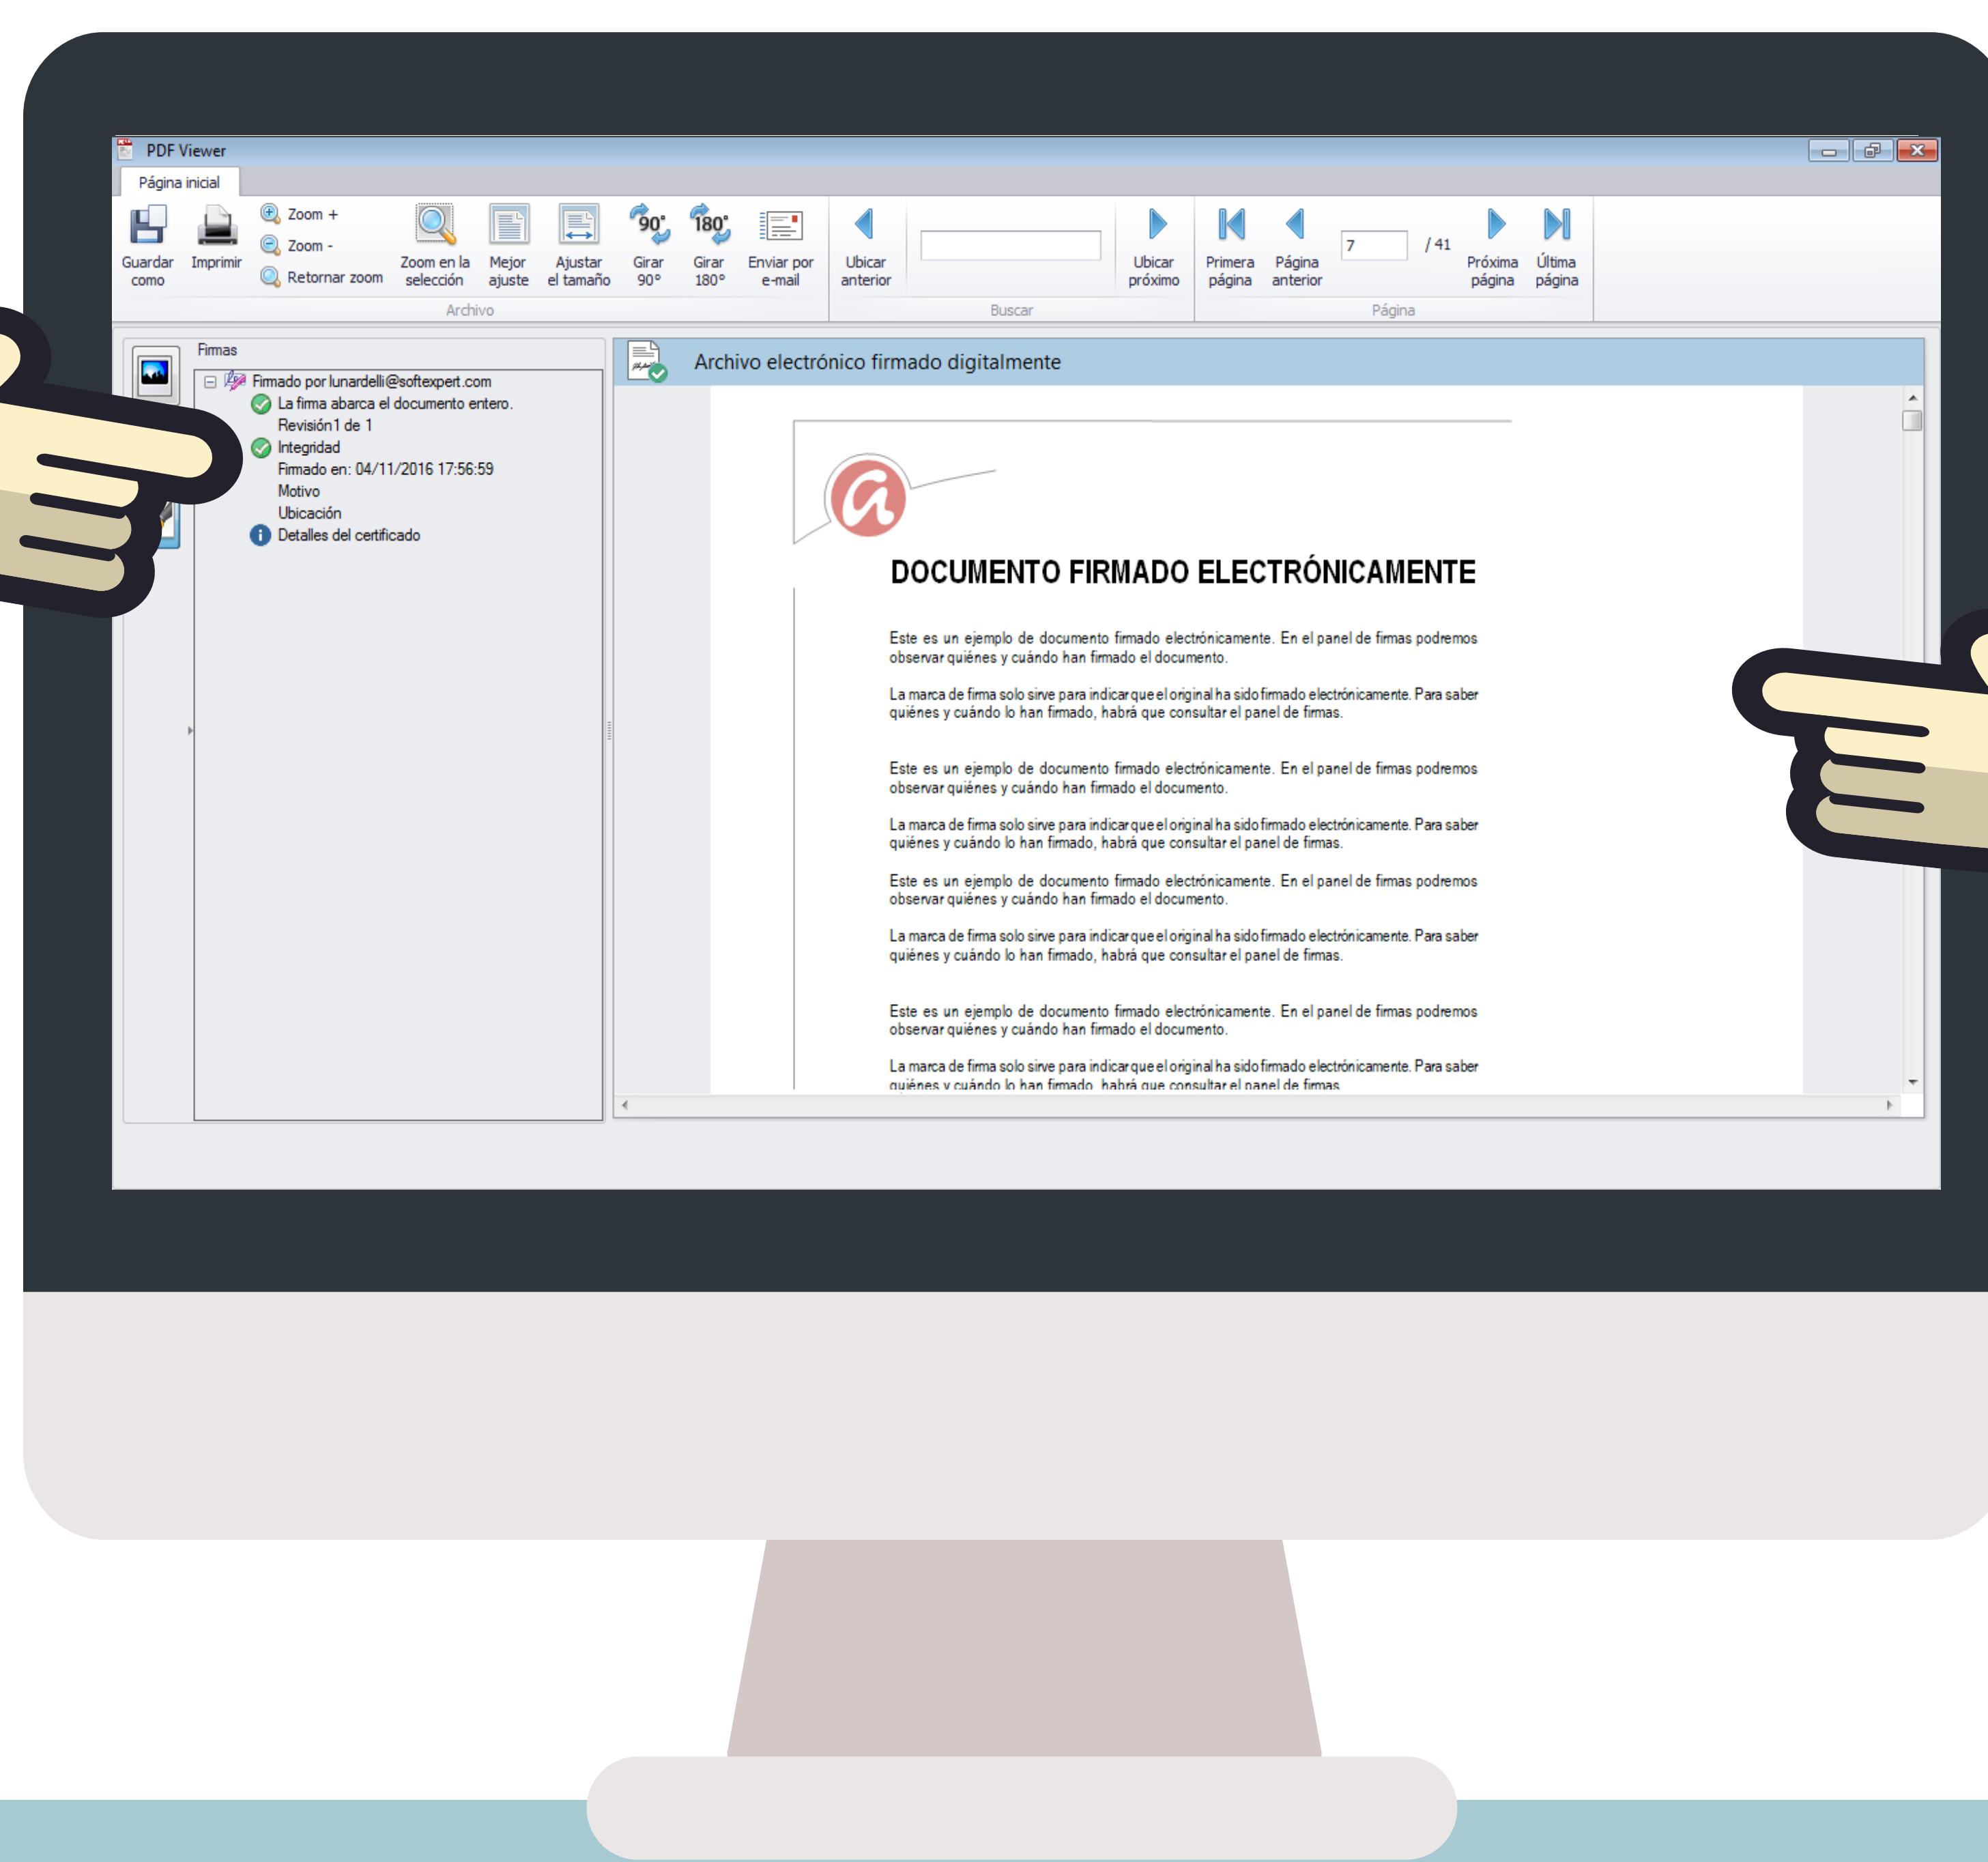 PDF Viewer
Página inicial
Guardar como
Imprimir
Zoom +
Zoom -
Retornar zoom
Zoom en la selección
Mejor ajuste
Ajustar el tamaño
90°
Girar 90°
180°
Girar 180°
Enviar por e-mail
Archivo
Ubicar anterior
Ubicar próximo
Buscar
Primera página
Página anterior
7 / 41
Próxima página
Última página
Página
Firmas
Firmado por lunardelli@softexpert.com
La firma abarca el documento entero.
Revisión1 de 1
Integridad
Firmado en: 04/11/2016 17:56:59
Motivo
Ubicación
Detalles del certificado
Archivo electrónico firmado digitalmente
DOCUMENTO FIRMADO ELECTRÓNICAMENTE
Este es un ejemplo de documento firmado electrónicamente. En el panel de firmas podremos
observar quiénes y cuándo han firmado el documento.
La marca de firma solo sirve para indicar que el original ha sido firmado electrónicamente. Para saber
quiénes y cuándo lo han firmado, habrá que consultar el panel de firmas.
Este es un ejemplo de documento firmado electrónicamente. En el panel de firmas podremos
observar quiénes y cuándo han firmado el documento.
La marca de firma solo sirve para indicar que el original ha sido firmado electrónicamente. Para saber
quiénes y cuándo lo han firmado, habrá que consultar el panel de firmas.
Este es un ejemplo de documento firmado electrónicamente. En el panel de firmas podremos
observar quiénes y cuándo han firmado el documento.
La marca de firma solo sirve para indicar que el original ha sido firmado electrónicamente. Para saber
quiénes y cuándo lo han firmado, habrá que consultar el panel de firmas.
Este es un ejemplo de documento firmado electrónicamente. En el panel de firmas podremos
observar quiénes y cuándo han firmado el documento.
La marca de firma solo sirve para indicar que el original ha sido firmado electrónicamente. Para saber
quiénes y cuándo lo han firmado, habrá que consultar el panel de firmas